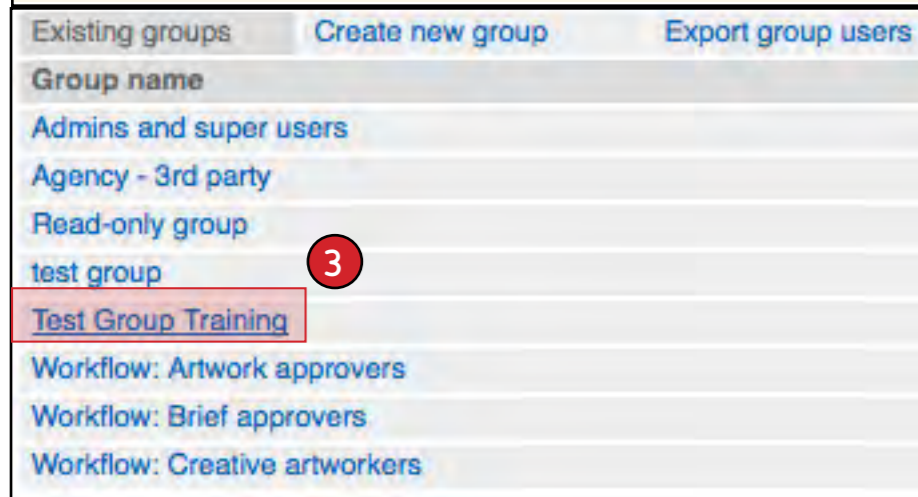 Existing groups Create new group Export group users
Group name
Admins and super users
Agency - 3rd party
Read-only group
test group
3
Test Group Training
Workflow: Artwork approvers
Workflow: Brief approvers
Workflow: Creative artworkers